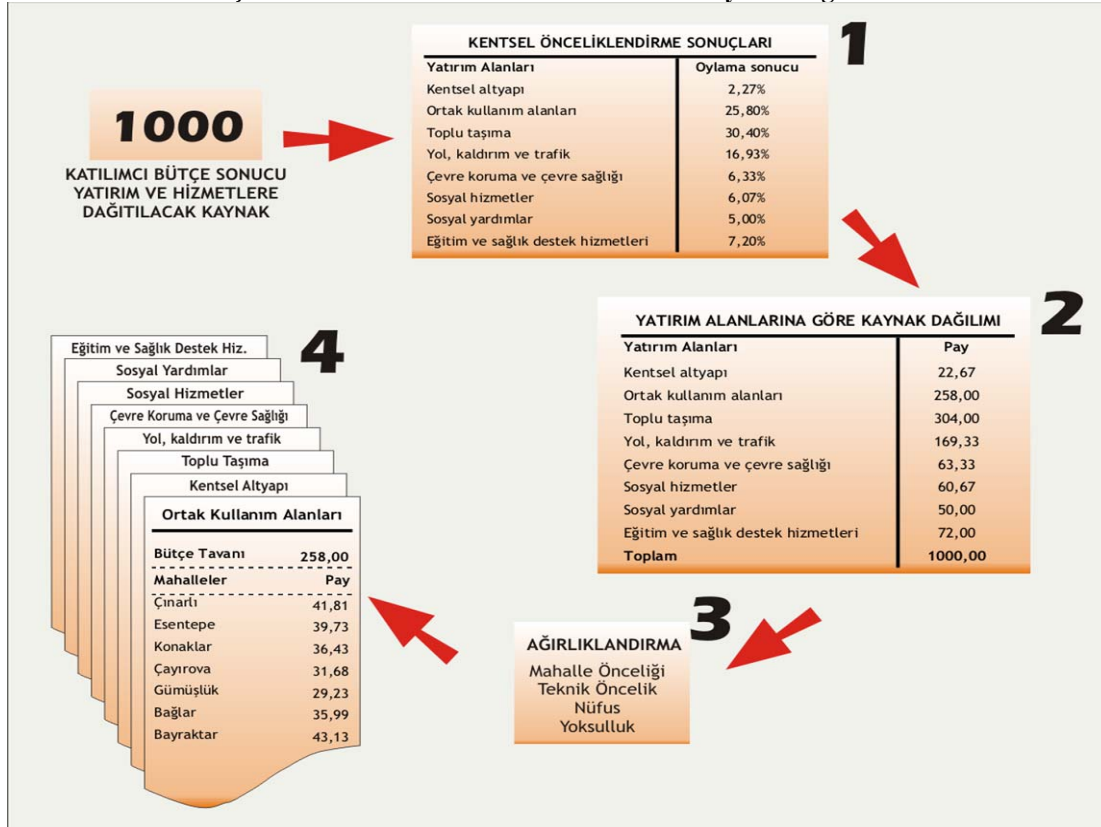 1000
KATILIMCI BÜTÇE SONUCU
YATIRIM VE HİZMETLERE
DAĞITILACAK KAYNAK
1
KENTSEL ÖNCELİKLENDİRME SONUÇLARI
Yatırım Alanları Oylama sonucu
Kentsel altyapı 2,27%
Ortak kullanım alanları 25,80%
Toplu taşıma 30,40%
Yol, kaldırım ve trafik 16,93%
Çevre koruma ve çevre sağlığı 6,33%
Sosyal hizmetler 6,07%
Sosyal yardımlar 5,00%
Eğitim ve sağlık destek hizmetleri 7,20%
2
YATIRIM ALANLARINA GÖRE KAYNAK DAĞILIMI
Yatırım Alanları Pay
Kentsel altyapı 22,67
Ortak kullanım alanları 258,00
Toplu taşıma 304,00
Yol, kaldırım ve trafik 169,33
Çevre koruma ve çevre sağlığı 63,33
Sosyal hizmetler 60,67
Sosyal yardımlar 50,00
Eğitim ve sağlık destek hizmetleri 72,00
Toplam 1000,00
3
AĞIRLIKLANDIRMA
Mahalle Önceliği
Teknik Öncelik
Nüfus
Yoksulluk
4
Eğitim ve Sağlık Destek Hiz.
Sosyal Yardımlar
Sosyal Hizmetler
Çevre Koruma ve Çevre Sağlığı
Yol, kaldırım ve trafik
Toplu Taşıma
Kentsel Altyapı
Ortak Kullanım Alanları
Bütçe Tavanı 258,00
Mahalleler Pay
Çınarlı 41,81
Esentepe 39,73
Konaklar 36,43
Çayırova 31,68
Gümüşlük 29,23
Bağlar 35,99
Bayraktar 43,13